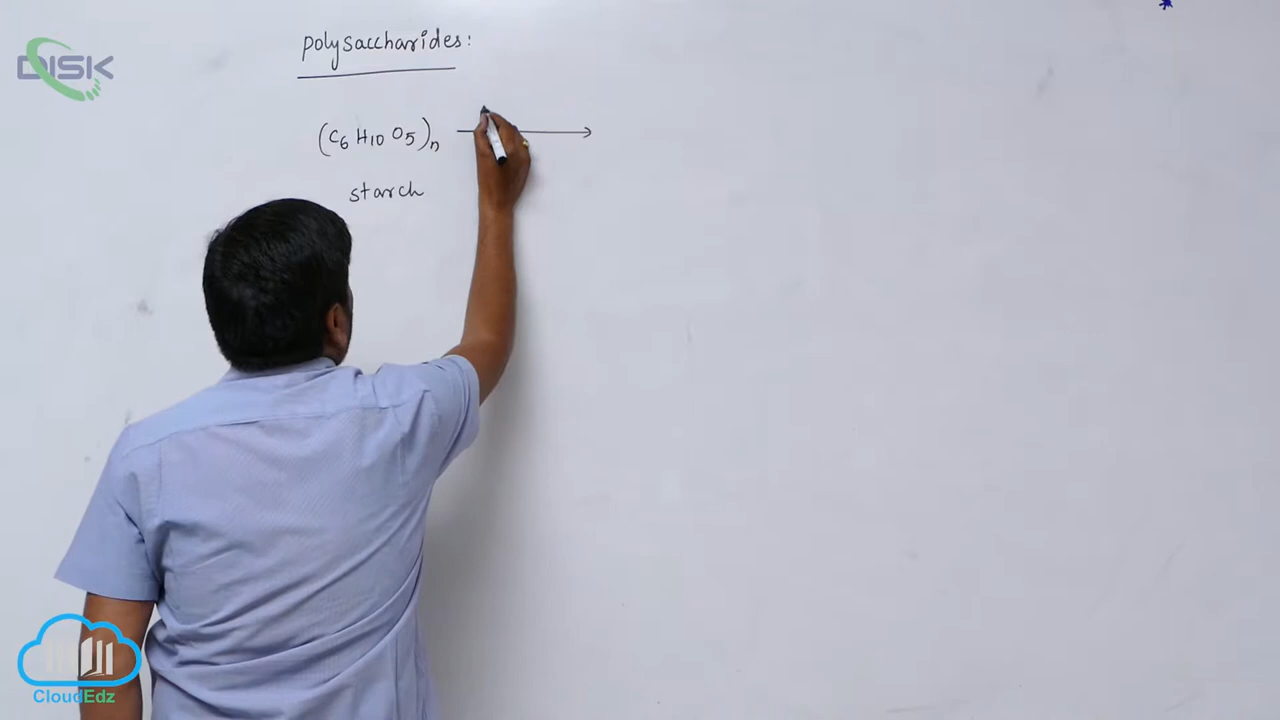 DISK
polysaccharides:
(C6 H10 O5)n
starch
CloudEdz